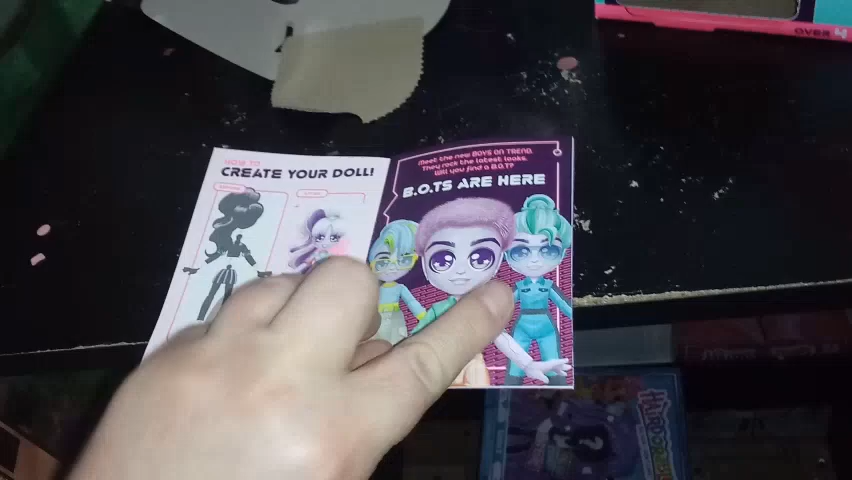 OVER 4
HOW TO
CREATE YOUR DOLL!
Meet the new BOYS ON TREND.
They rock the latest looks.
Will you find a B.O.T?
B.O.TS ARE HERE